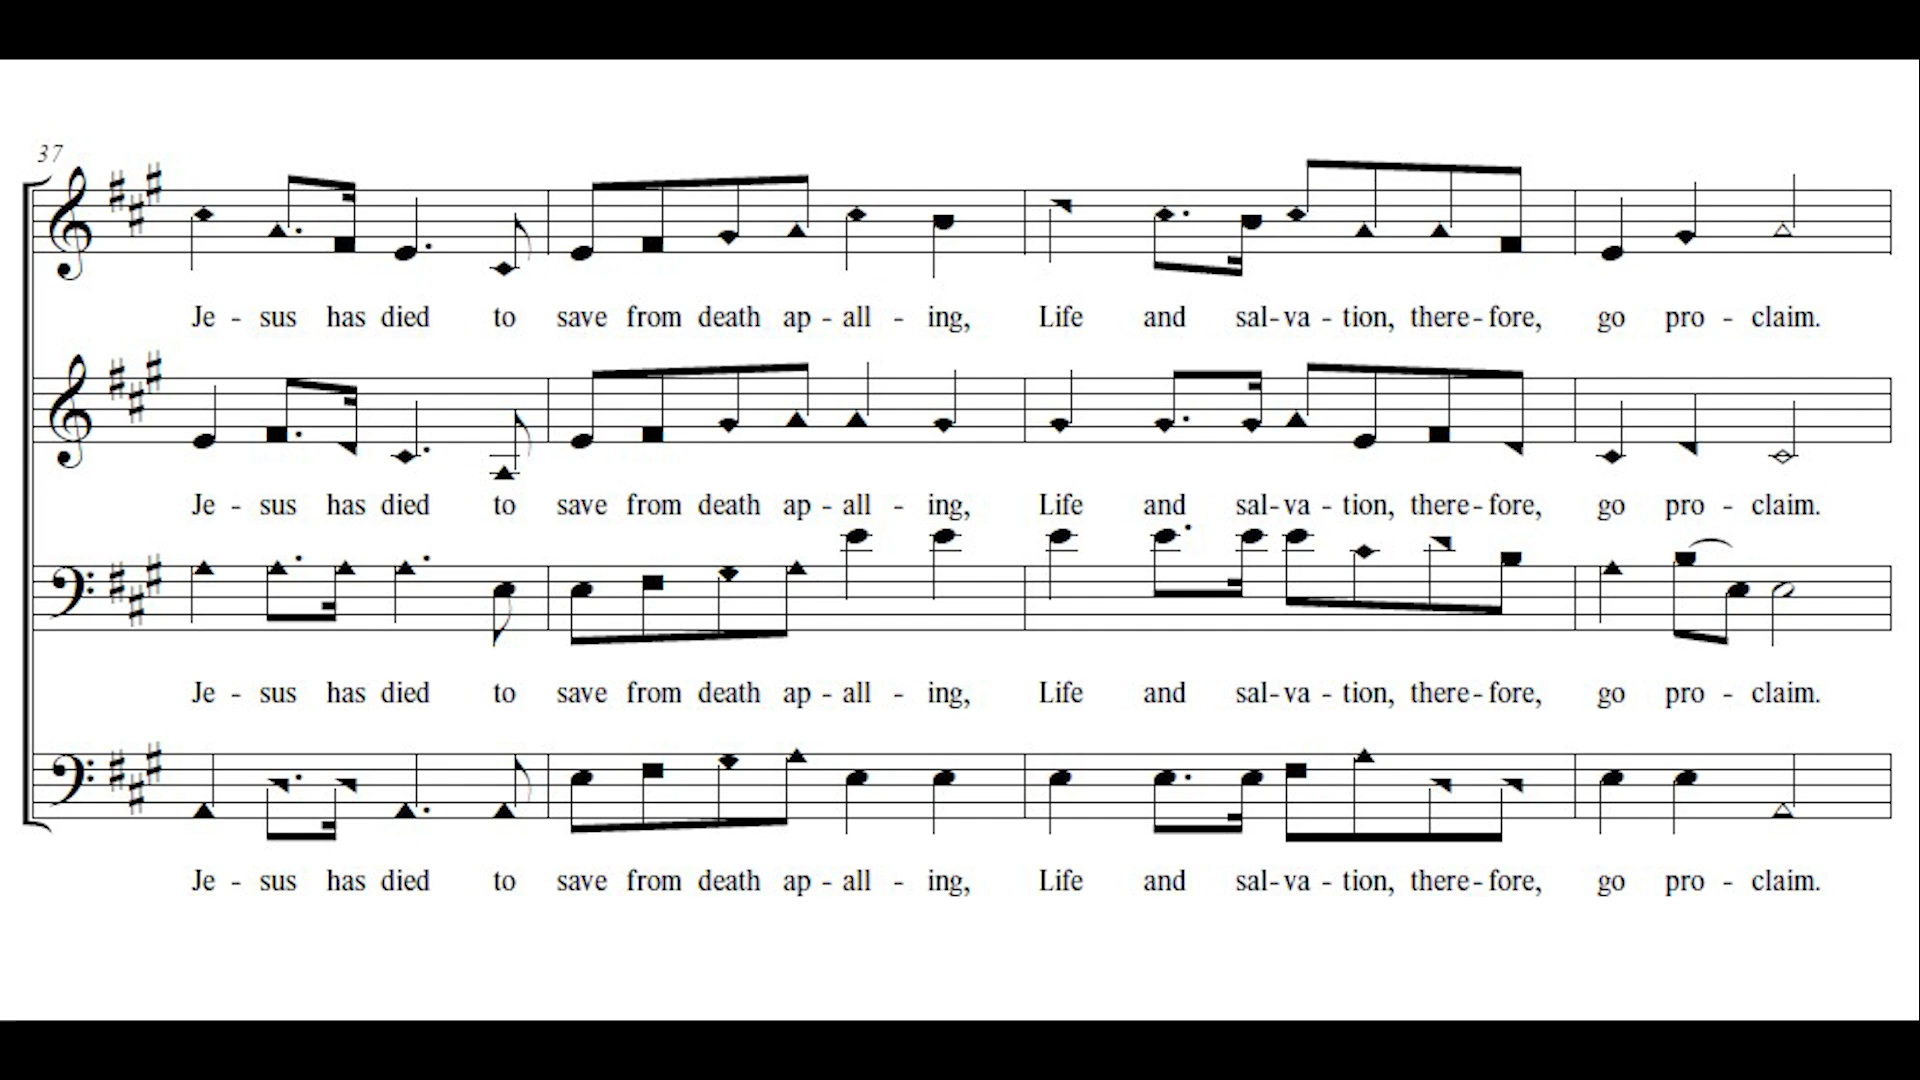 37
Je - sus has died to save from death ap - all - ing, Life and sal - va - tion, there - fore, go pro - claim.
Je - sus has died to save from death ap - all - ing, Life and sal - va - tion, there - fore, go pro - claim.
Je - sus has died to save from death ap - all - ing, Life and sal - va - tion, there - fore, go pro - claim.
Je - sus has died to save from death ap - all - ing, Life and sal - va - tion, there - fore, go pro - claim.